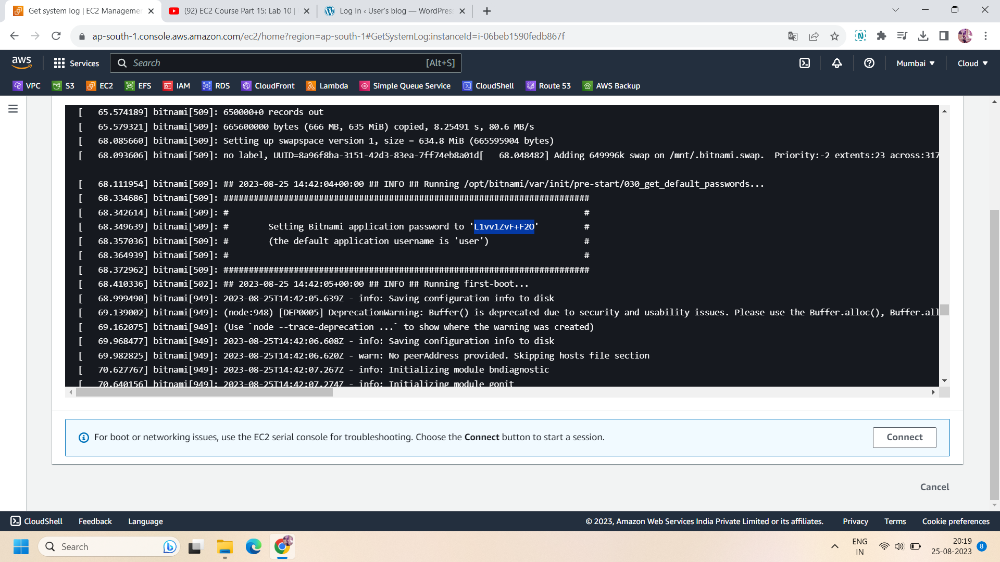 Get system log | EC2 Managemen
(92) EC2 Course Part 15: Lab 10 |
Log In ‹ User's blog — WordPress
ap-south-1.console.aws.amazon.com/ec2/home?region=ap-south-1#GetSystemLog:instanceId=i-06beb1590fedb867f
aws
Services
Search
[Alt+S]
Mumbai
Cloud
VPC
S3
EC2
EFS
IAM
RDS
CloudFront
Lambda
Simple Queue Service
CloudShell
Route 53
AWS Backup
[   65.574189] bitnami[509]: 650000+0 records out
[   65.579321] bitnami[509]: 665600000 bytes (666 MB, 635 MiB) copied, 8.25491 s, 80.6 MB/s
[   68.085660] bitnami[509]: Setting up swapspace version 1, size = 634.8 MiB (665595904 bytes)
[   68.093606] bitnami[509]: no label, UUID=8a96f8ba-3151-42d3-83ea-7ff74eb8a01d[   68.048482] Adding 649996k swap on /mnt/.bitnami.swap.  Priority:-2 extents:23 across:317
[   68.111954] bitnami[509]: ## 2023-08-25 14:42:04+00:00 ## INFO ## Running /opt/bitnami/var/init/pre-start/030_get_default_passwords...
[   68.334686] bitnami[509]: #########################################################################
[   68.342614] bitnami[509]: #                                                                       #
[   68.349639] bitnami[509]: #        Setting Bitnami application password to 'L1vv1ZvF+F2O'         #
[   68.357036] bitnami[509]: #        (the default application username is 'user')                   #
[   68.364939] bitnami[509]: #                                                                       #
[   68.372962] bitnami[509]: #########################################################################
[   68.410336] bitnami[502]: ## 2023-08-25 14:42:05+00:00 ## INFO ## Running first-boot...
[   68.999490] bitnami[949]: 2023-08-25T14:42:05.639Z - info: Saving configuration info to disk
[   69.139002] bitnami[949]: (node:948) [DEP0005] DeprecationWarning: Buffer() is deprecated due to security and usability issues. Please use the Buffer.alloc(), Buffer.all
[   69.162075] bitnami[949]: (Use `node --trace-deprecation ...` to show where the warning was created)
[   69.968477] bitnami[949]: 2023-08-25T14:42:06.608Z - info: Saving configuration info to disk
[   69.982825] bitnami[949]: 2023-08-25T14:42:06.620Z - warn: No peerAddress provided. Skipping hosts file section
[   70.627767] bitnami[949]: 2023-08-25T14:42:07.267Z - info: Initializing module bndiagnostic
[   70.640156] bitnami[949]: 2023-08-25T14:42:07.274Z - info: Initializing module gonit
For boot or networking issues, use the EC2 serial console for troubleshooting. Choose the Connect button to start a session.
Connect
Cancel
CloudShell
Feedback
Language
© 2023, Amazon Web Services India Private Limited or its affiliates.
Privacy
Terms
Cookie preferences
Search
ENG
IN
20:19
25-08-2023
8